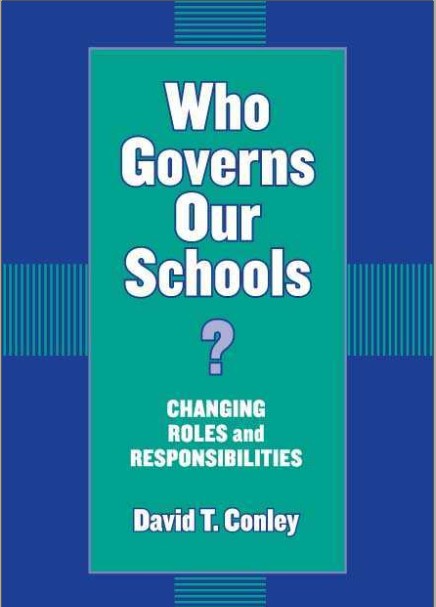 Who
Governs
Our
Schools
?
CHANGING
ROLES and
RESPONSIBILITIES
David T. Conley